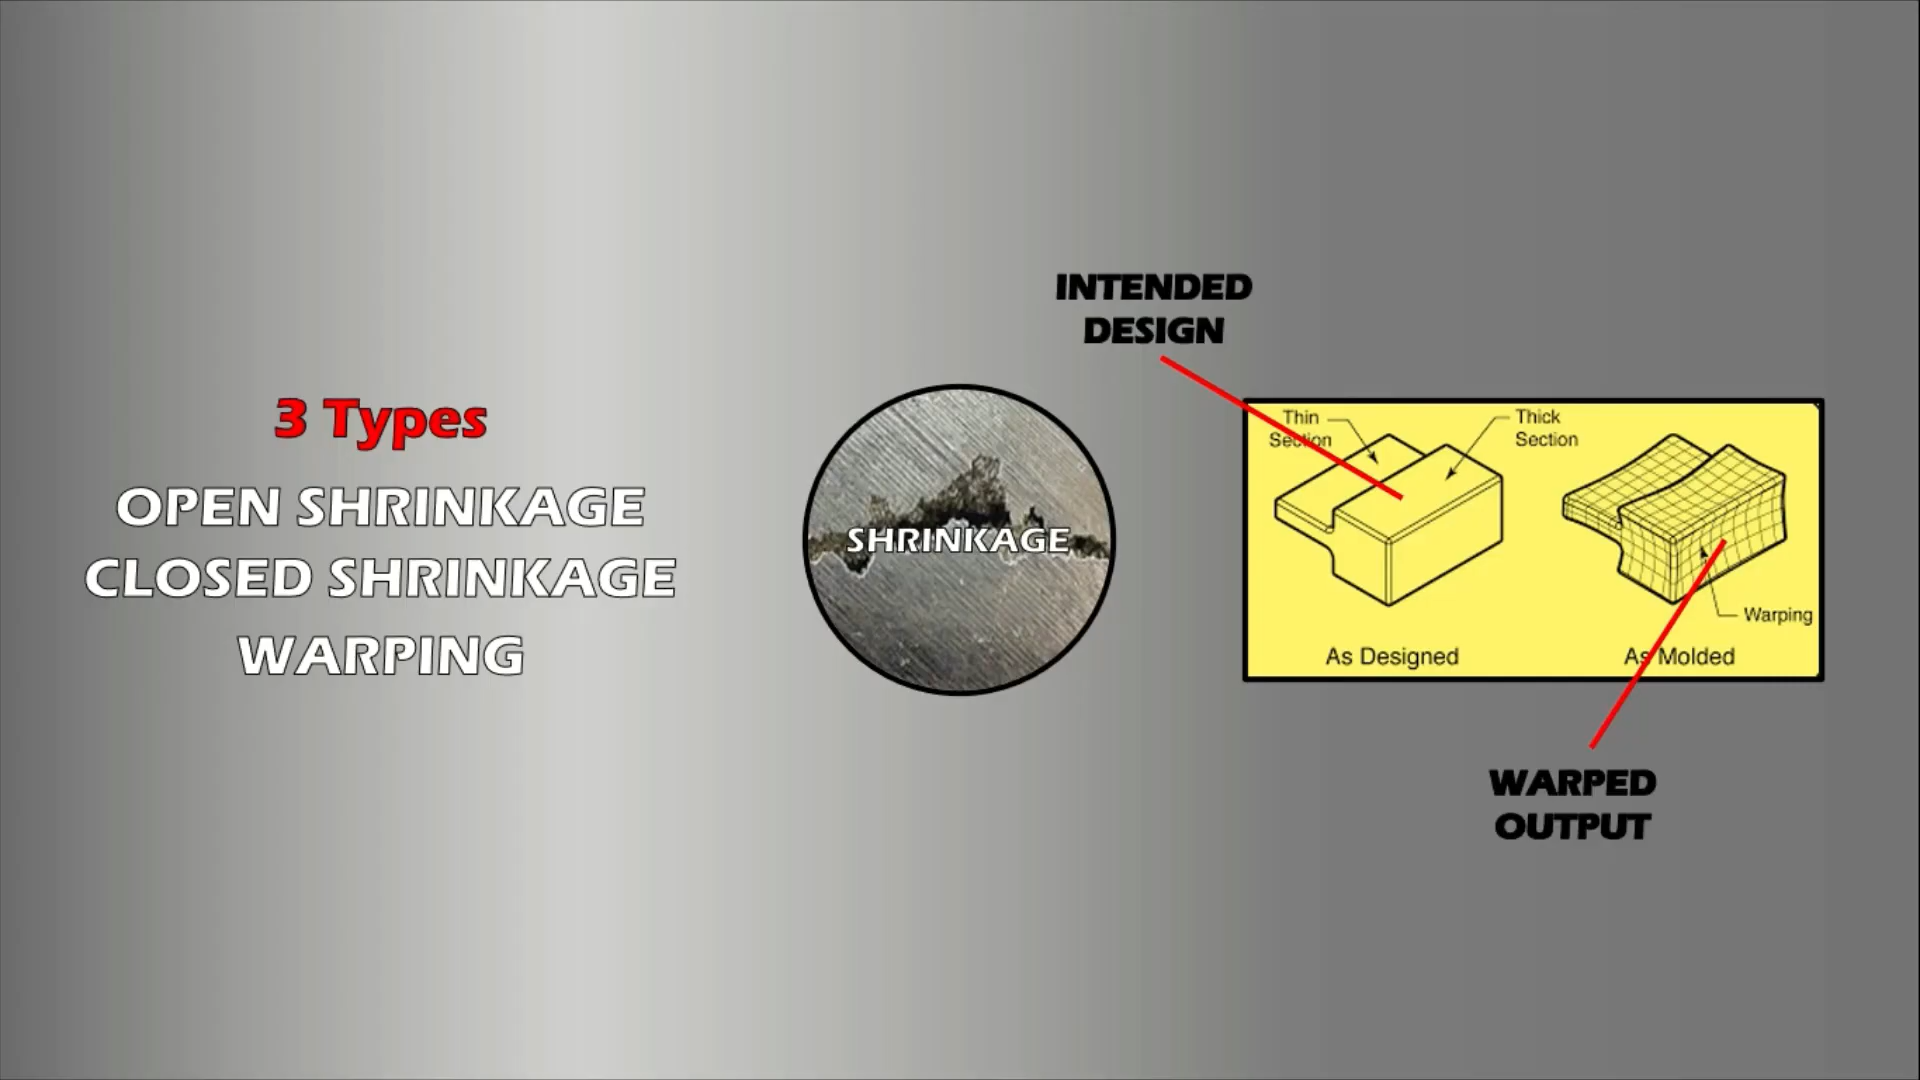 3 Types
OPEN SHRINKAGE
CLOSED SHRINKAGE
WARPING
SHRINKAGE
INTENDED
DESIGN
Thin
Section
Thick
Section
Warping
As Designed
As Molded
WARPED
OUTPUT